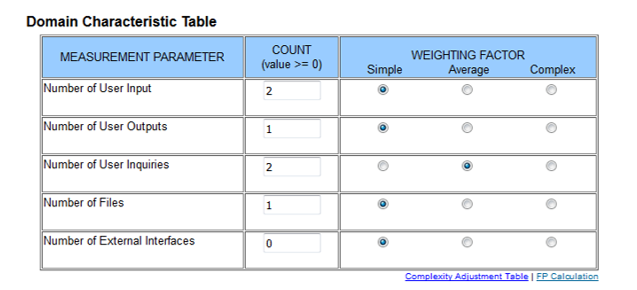 Domain Characteristic Table
MEASUREMENT PARAMETER
COUNT
(value >= 0)
WEIGHTING FACTOR
Simple Average Complex
Number of User Input 2
Number of User Outputs 1
Number of User Inquiries 2
Number of Files 1
Number of External Interfaces 0
Complexity Adjustment Table | FP Calculation